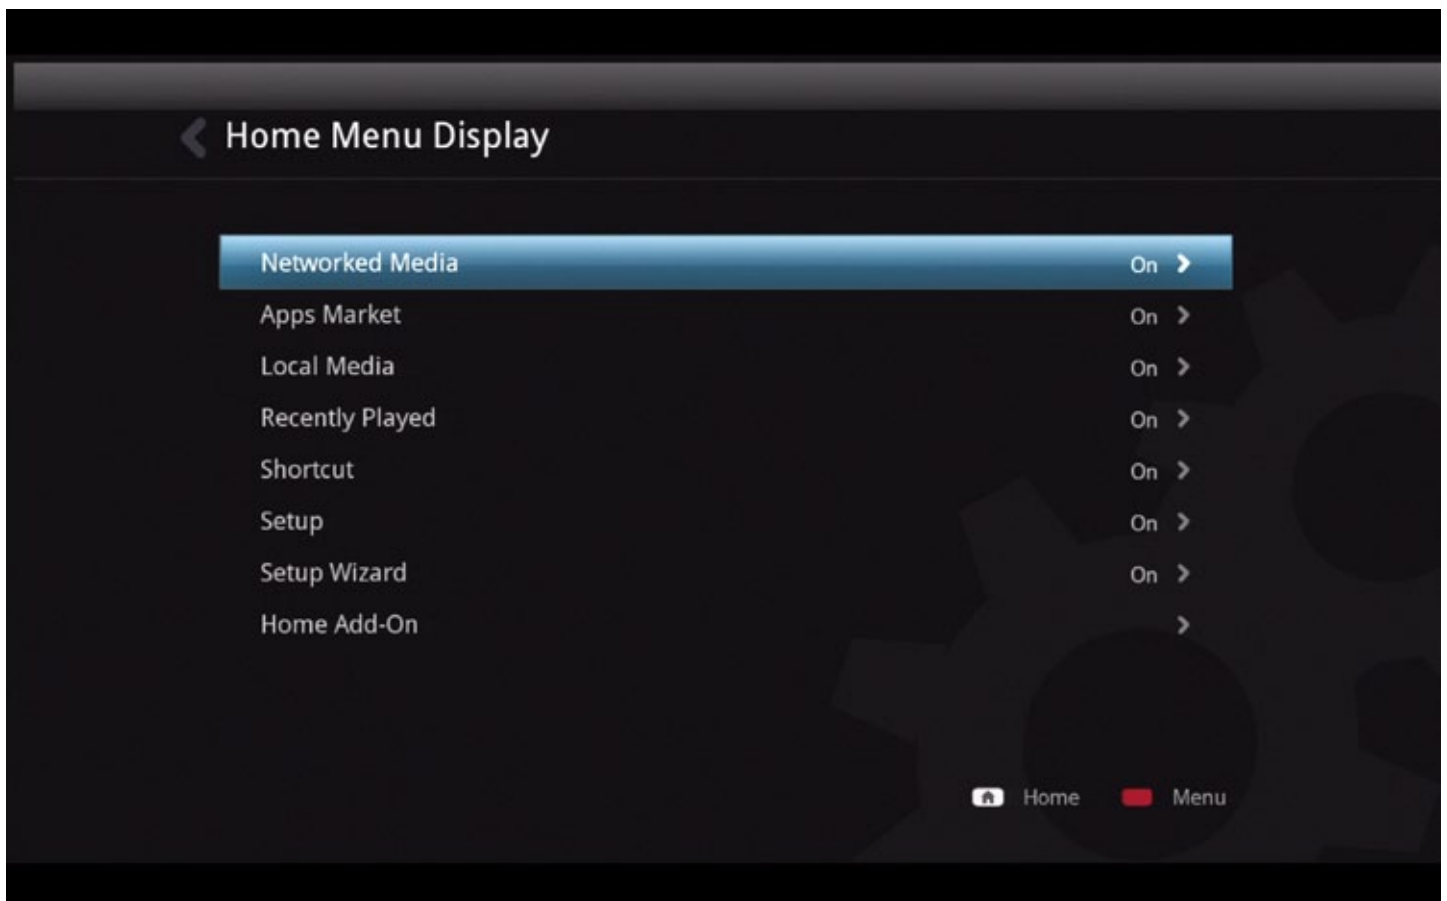 Home Menu Display
Networked Media On
Apps Market On
Local Media On
Recently Played On
Shortcut On
Setup On
Setup Wizard On
Home Add-On
Home Menu